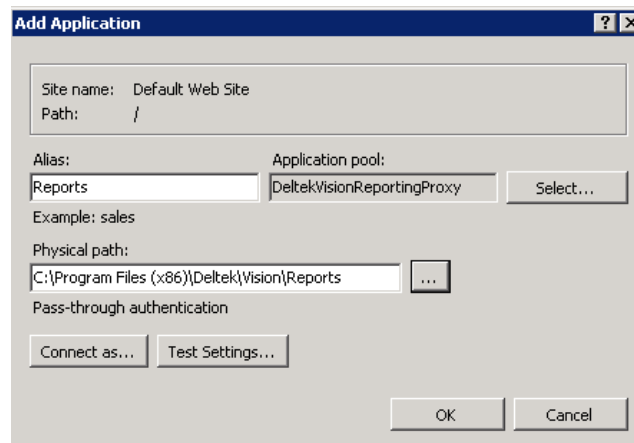 Add Application
Site name: Default Web Site
Path: /
Alias: Application pool:
Reports DeltekVisionReportingProxy Select...
Example: sales
Physical path:
C:\Program Files (x86)\Deltek\Vision\Reports ...
Pass-through authentication
Connect as... Test Settings...
OK Cancel